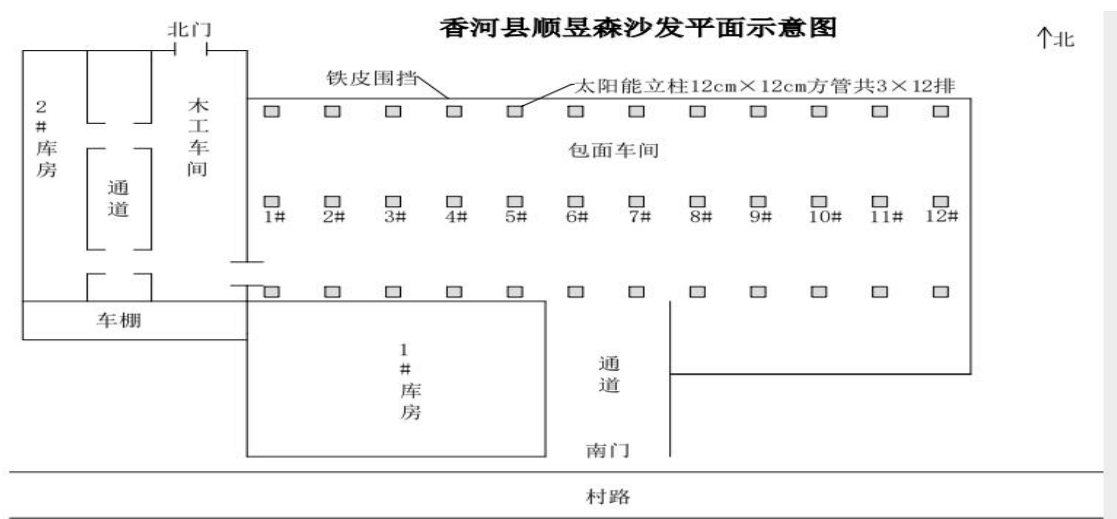 香河县顺昱森沙发平面示意图
北门
北
铁皮围挡
太阳能立柱12cm×12cm方管共3×12排
2#库房
木工车间
包面车间
通道
1#
2#
3#
4#
5#
6#
7#
8#
9#
10#
11#
12#
车棚
1#库房
通道
南门
村路